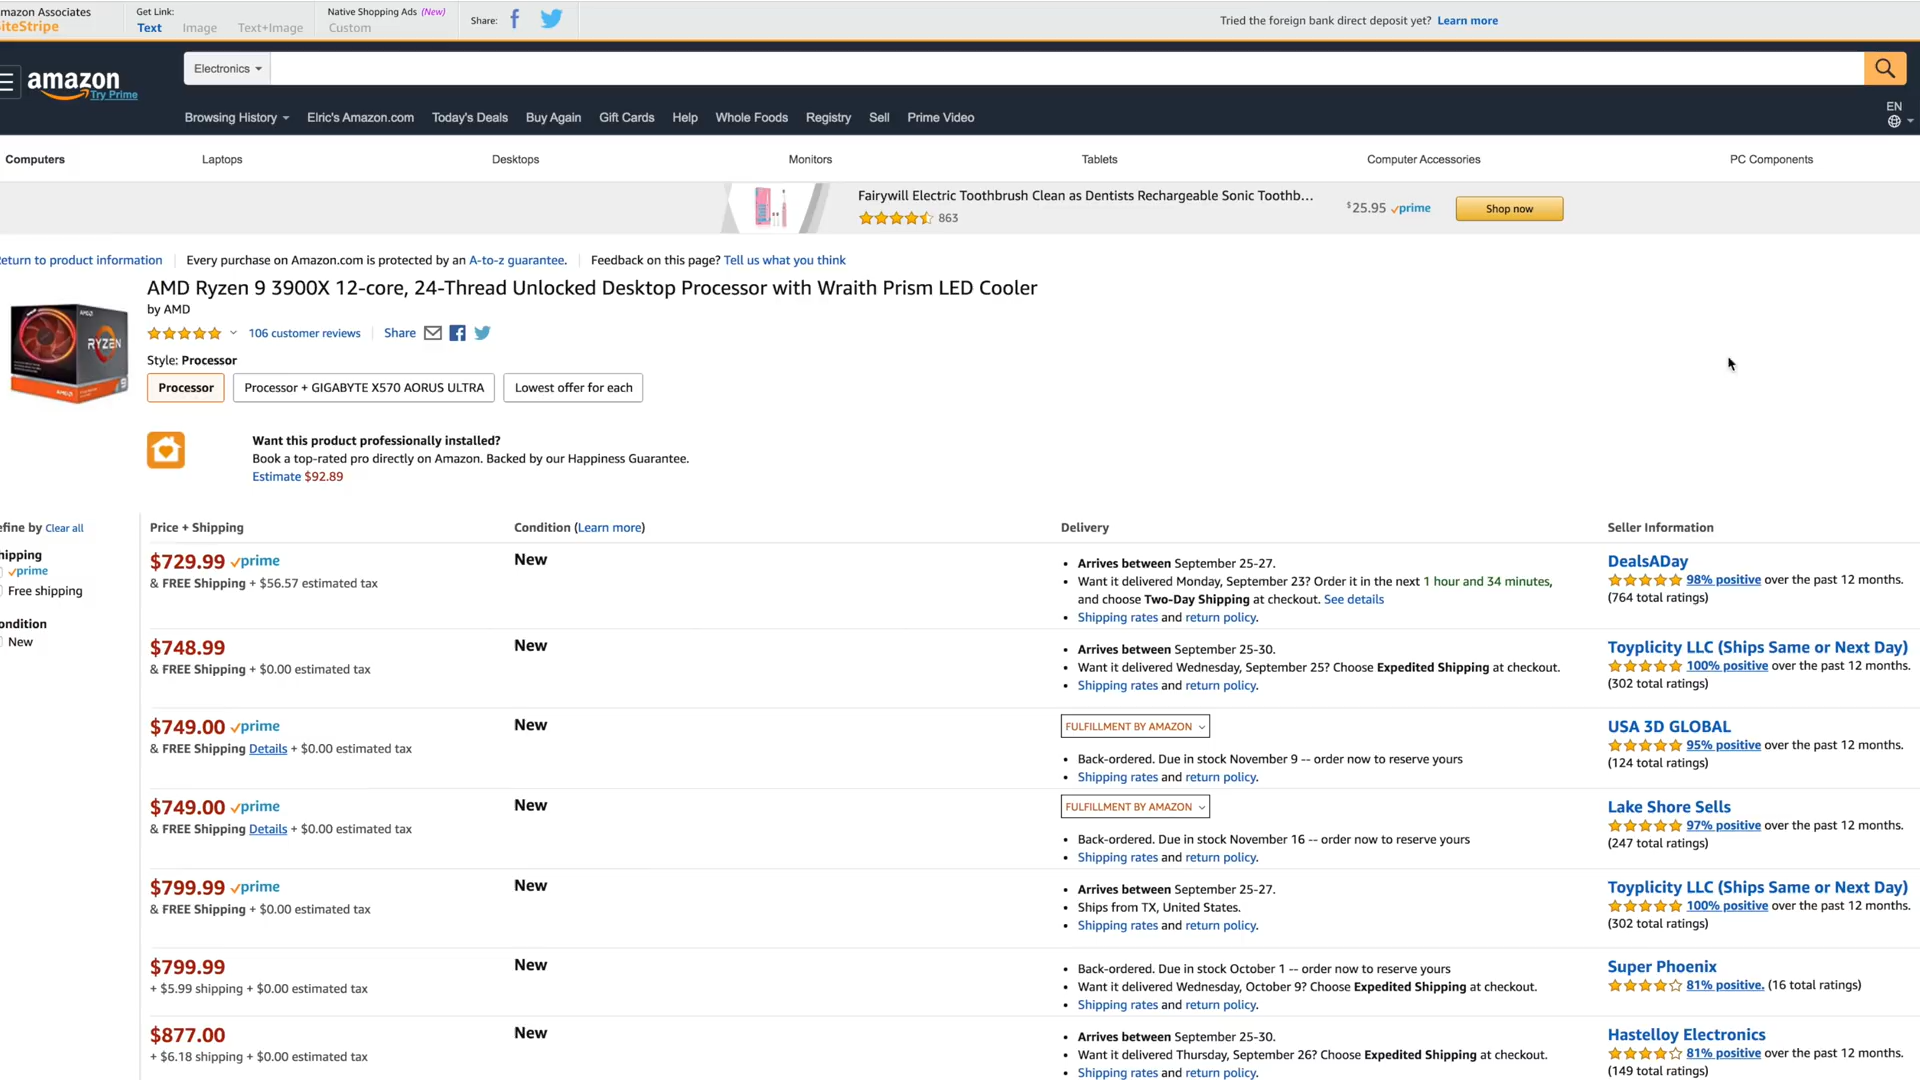 mazon Associates
iteStripe
Get Link:
Text Image Text+Image
Native Shopping Ads (New)
Custom
Share:
Tried the foreign bank direct deposit yet? Learn more
amazon
Try Prime
Electronics
EN
Browsing History Elric's Amazon.com Today's Deals Buy Again Gift Cards Help Whole Foods Registry Sell Prime Video
Computers Laptops Desktops Monitors Tablets Computer Accessories PC Components
Fairywill Electric Toothbrush Clean as Dentists Rechargeable Sonic Toothb...
863
$25.95 prime
Shop now
eturn to product information Every purchase on Amazon.com is protected by an A-to-z guarantee. Feedback on this page? Tell us what you think
AMD Ryzen 9 3900X 12-core, 24-Thread Unlocked Desktop Processor with Wraith Prism LED Cooler
by AMD
106 customer reviews Share
RYZEN
Style: Processor
Processor Processor + GIGABYTE X570 AORUS ULTRA Lowest offer for each
Want this product professionally installed?
Book a top-rated pro directly on Amazon. Backed by our Happiness Guarantee.
Estimate $92.89
efine by Clear all
hipping
prime
Free shipping
ondition
New
Price + Shipping Condition (Learn more) Delivery Seller Information
$729.99 prime
& FREE Shipping + $56.57 estimated tax
New
Arrives between September 25-27.
Want it delivered Monday, September 23? Order it in the next 1 hour and 34 minutes,
and choose Two-Day Shipping at checkout. See details
Shipping rates and return policy.
DealsADay
98% positive over the past 12 months.
(764 total ratings)
$748.99
& FREE Shipping + $0.00 estimated tax
New
Arrives between September 25-30.
Want it delivered Wednesday, September 25? Choose Expedited Shipping at checkout.
Shipping rates and return policy.
Toyplicity LLC (Ships Same or Next Day)
100% positive over the past 12 months.
(302 total ratings)
$749.00 prime
& FREE Shipping Details + $0.00 estimated tax
New
FULFILLMENT BY AMAZON
Back-ordered. Due in stock November 9 -- order now to reserve yours
Shipping rates and return policy.
USA 3D GLOBAL
95% positive over the past 12 months.
(124 total ratings)
$749.00 prime
& FREE Shipping Details + $0.00 estimated tax
New
FULFILLMENT BY AMAZON
Back-ordered. Due in stock November 16 -- order now to reserve yours
Shipping rates and return policy.
Lake Shore Sells
97% positive over the past 12 months.
(247 total ratings)
$799.99 prime
& FREE Shipping + $0.00 estimated tax
New
Arrives between September 25-27.
Ships from TX, United States.
Shipping rates and return policy.
Toyplicity LLC (Ships Same or Next Day)
100% positive over the past 12 months.
(302 total ratings)
$799.99
+ $5.99 shipping + $0.00 estimated tax
New
Back-ordered. Due in stock October 1 -- order now to reserve yours
Want it delivered Wednesday, October 9? Choose Expedited Shipping at checkout.
Shipping rates and return policy.
Super Phoenix
81% positive. (16 total ratings)
$877.00
+ $6.18 shipping + $0.00 estimated tax
New
Arrives between September 25-30.
Want it delivered Thursday, September 26? Choose Expedited Shipping at checkout.
Shipping rates and return policy.
Hastelloy Electronics
81% positive over the past 12 months.
(149 total ratings)